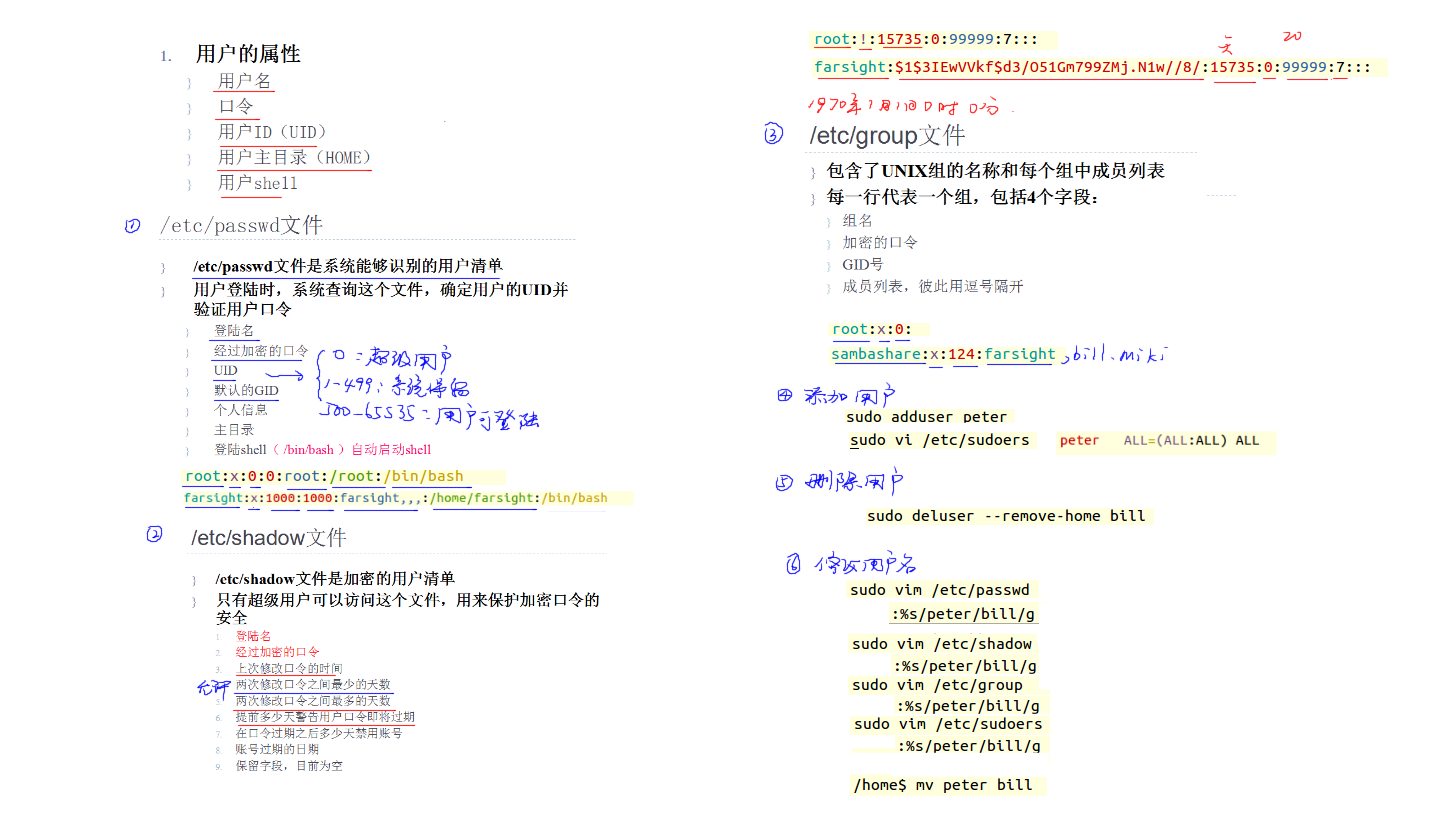 1. 用户的属性
} 用户名
} 口令
} 用户ID（UID）
} 用户主目录（HOME）
} 用户shell
① /etc/passwd文件
} /etc/passwd文件是系统能够识别的用户清单
} 用户登陆时，系统查询这个文件，确定用户的UID并
验证用户口令
} 登陆名
} 经过加密的口令
} UID
} 默认的GID
} 个人信息
} 主目录
} 登陆shell（ /bin/bash ）自动启动shell
0：超级用户
1-499：系统保留
500-65535：用户可登陆
root:x:0:0:root:/root:/bin/bash
farsight:x:1000:1000:farsight,,,:/home/farsight:/bin/bash
② /etc/shadow文件
} /etc/shadow文件是加密的用户清单
} 只有超级用户可以访问这个文件，用来保护加密口令的
安全
1. 登陆名
2. 经过加密的口令
3. 上次修改口令的时间
允许 两次修改口令之间最少的天数
5. 两次修改口令之间最多的天数
6. 提前多少天警告用户口令即将过期
7. 在口令过期之后多少天禁用账号
8. 账号过期的日期
9. 保留字段，目前为空
root:!:15735:0:99999:7:::
天 20
farsight:$1$3IEwVVkf$d3/O51Gm799ZMj.N1w//8/:15735:0:99999:7:::
1970年1月1日0时0分
③ /etc/group文件
} 包含了UNIX组的名称和每个组中成员列表
} 每一行代表一个组，包括4个字段：
} 组名
} 加密的口令
} GID号
} 成员列表，彼此用逗号隔开
root:x:0:
sambashare:x:124:farsight,bill.miki
④ 添加用户
sudo adduser peter
sudo vi /etc/sudoers peter ALL=(ALL:ALL) ALL
⑤ 删除用户
sudo deluser --remove-home bill
⑥ 修改用户名
sudo vim /etc/passwd
:%s/peter/bill/g
sudo vim /etc/shadow
:%s/peter/bill/g
sudo vim /etc/group
:%s/peter/bill/g
sudo vim /etc/sudoers
:%s/peter/bill/g
/home$ mv peter bill